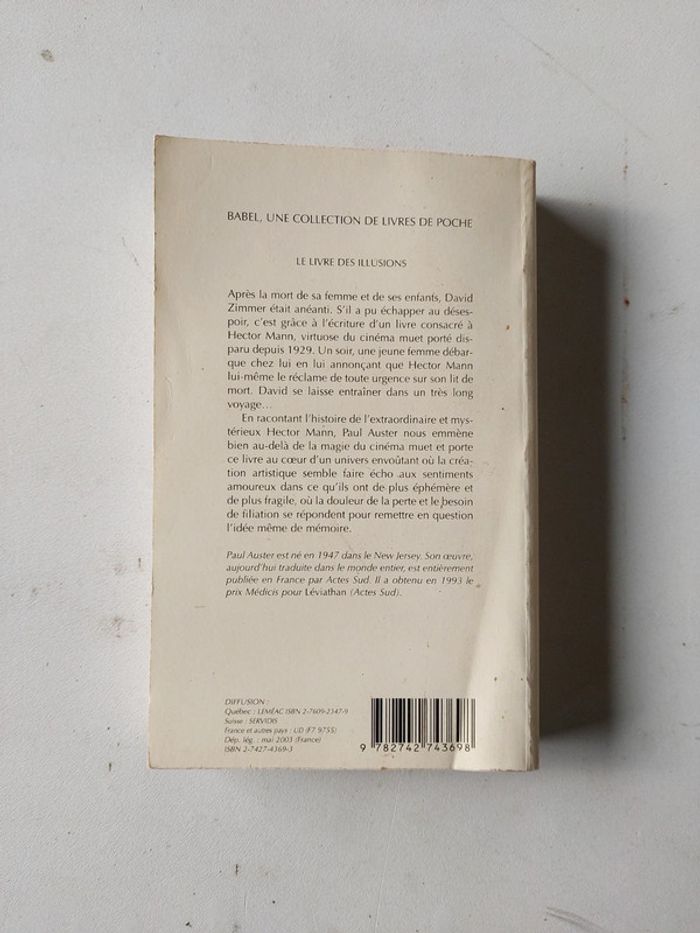 BABEL, UNE COLLECTION DE LIVRES DE POCHE
LE LIVRE DES ILLUSIONS
Après la mort de sa femme et de ses enfants, David
Zimmer était anéanti. S'il a pu échapper au déses-
poir, c'est grâce à l'écriture d'un livre consacré à
Hector Mann, virtuose du cinéma muet porté dis-
paru depuis 1929. Un soir, une jeune femme débar-
que chez lui en lui annonçant que Hector Mann
lui-même le réclame de toute urgence sur son lit de
mort. David se laisse entraîner dans un très long
voyage…
En racontant l'histoire de l'extraordinaire et mys-
térieux Hector Mann, Paul Auster nous emmène
bien au-delà de la magie du cinéma muet et porte
ce livre au cœur d'un univers envoûtant où la créa-
tion artistique semble faire écho aux sentiments
amoureux dans ce qu'ils ont de plus éphémère et
de plus fragile, où la douleur de la perte et le besoin
de filiation se répondent pour remettre en question
l'idée même de mémoire.
Paul Auster est né en 1947 dans le New Jersey. Son œuvre,
aujourd'hui traduite dans le monde entier, est entièrement
publiée en France par Actes Sud. Il a obtenu en 1993 le
prix Médicis pour Léviathan (Actes Sud).
DIFFUSION :
Québec : LEMÉAC ISBN 2-7609-2347-9
Suisse : SERVIDIS
France et autres pays : UD (F7 9755)
Dép. lég. : mai 2003 (France)
ISBN 2-7427-4369-3
9 782742 743698